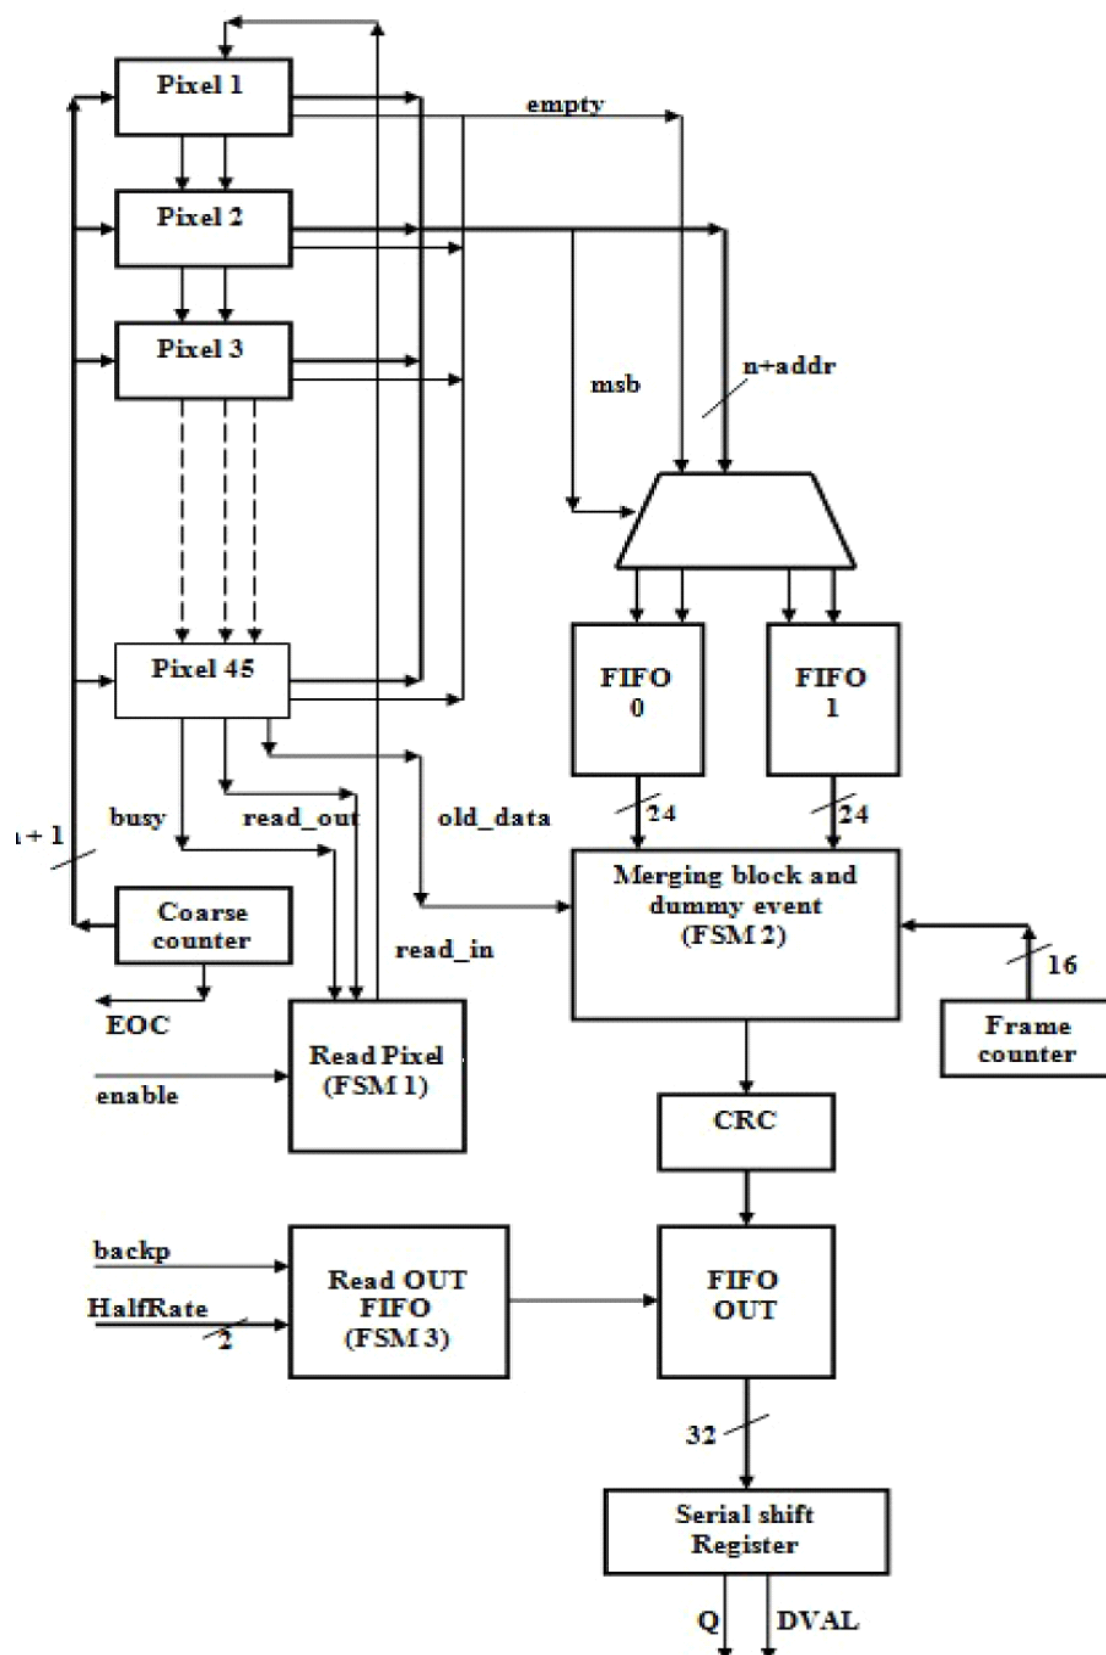 Pixel 1
empty
Pixel 2
Pixel 3
n+addr
msb
Pixel 45
FIFO
0
FIFO
1
busy
read_out
old_data
24
24
+ 1
Merging block and
dummy event
(FSM 2)
Coarse
counter
read_in
16
EOC
Frame
counter
Read Pixel
(FSM 1)
enable
CRC
backp
HalfRate
2
Read OUT
FIFO
(FSM 3)
FIFO
OUT
32
Serial shift
Register
Q
DVAL